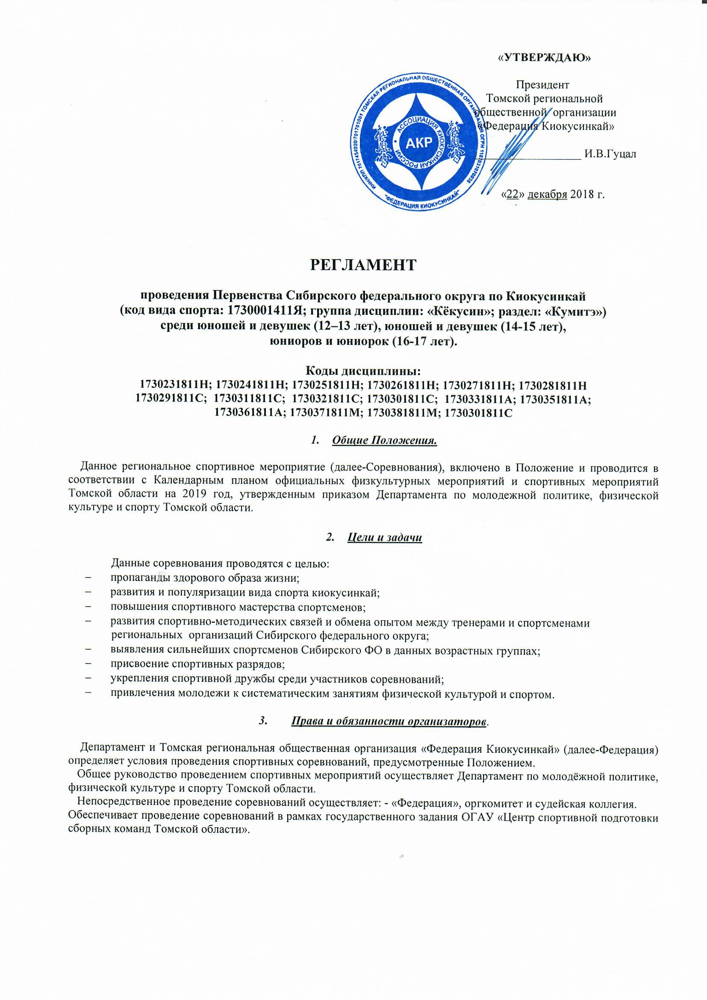 «УТВЕРЖДАЮ»
Президент
Томской региональной
общественной организации
«Федерация Киокусинкай»
И.В.Гуцал
«22» декабря 2018 г.
ИНН/КПП 7017454020/701701001 ТОМСКАЯ РЕГИОНАЛЬНАЯ ОБЩЕСТВЕННАЯ ОРГАНИЗАЦИЯ ОГРН 1187031070038
"ФЕДЕРАЦИЯ КИОКУСИНКАЙ"
АССОЦИАЦИЯ КИОКУСИНКАЙ РОССИИ
АКР
РЕГЛАМЕНТ
проведения Первенства Сибирского федерального округа по Киокусинкай
(код вида спорта: 1730001411Я; группа дисциплин: «Кёкусин»; раздел: «Кумитэ»)
среди юношей и девушек (12–13 лет), юношей и девушек (14-15 лет),
юниоров и юниорок (16-17 лет).
Коды дисциплины:
1730231811Н; 1730241811Н; 1730251811Н; 1730261811Н; 1730271811Н; 1730281811Н
1730291811С; 1730311811С; 1730321811С; 1730301811С; 1730331811А; 1730351811А;
1730361811А; 1730371811М; 1730381811М; 1730301811С
1. Общие Положения.
Данное региональное спортивное мероприятие (далее-Соревнования), включено в Положение и проводится в
соответствии с Календарным планом официальных физкультурных мероприятий и спортивных мероприятий
Томской области на 2019 год, утвержденным приказом Департамента по молодежной политике, физической
культуре и спорту Томской области.
2. Цели и задачи
Данные соревнования проводятся с целью:
– пропаганды здорового образа жизни;
– развития и популяризации вида спорта киокусинкай;
– повышения спортивного мастерства спортсменов;
– развития спортивно-методических связей и обмена опытом между тренерами и спортсменами
региональных организаций Сибирского федерального округа;
– выявления сильнейших спортсменов Сибирского ФО в данных возрастных группах;
– присвоение спортивных разрядов;
– укрепления спортивной дружбы среди участников соревнований;
– привлечения молодежи к систематическим занятиям физической культурой и спортом.
3. Права и обязанности организаторов.
Департамент и Томская региональная общественная организация «Федерация Киокусинкай» (далее-Федерация)
определяет условия проведения спортивных соревнований, предусмотренные Положением.
Общее руководство проведением спортивных мероприятий осуществляет Департамент по молодёжной политике,
физической культуре и спорту Томской области.
Непосредственное проведение соревнований осуществляет: - «Федерация», оргкомитет и судейская коллегия.
Обеспечивает проведение соревнований в рамках государственного задания ОГАУ «Центр спортивной подготовки
сборных команд Томской области».